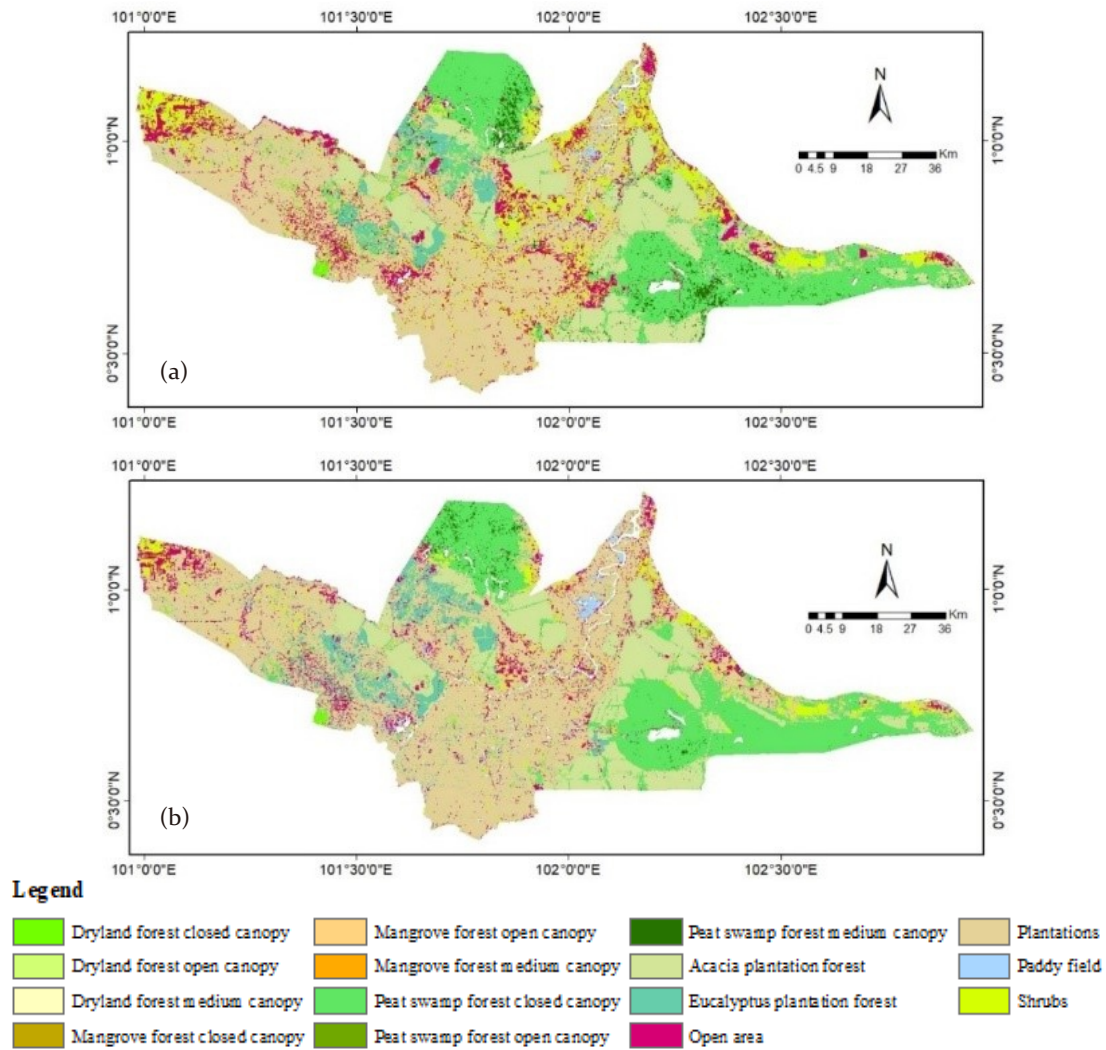 101°0'0"E 101°30'0"E 102°0'0"E 102°30'0"E
N
1°0'0"N 1°0'0"N
Km
0 4.5 9 18 27 36
0°30'0"N 0°30'0"N
(a)
101°0'0"E 101°30'0"E 102°0'0"E 102°30'0"E
101°0'0"E 101°30'0"E 102°0'0"E 102°30'0"E
N
1°0'0"N 1°0'0"N
Km
0 4.5 9 18 27 36
0°30'0"N 0°30'0"N
(b)
101°0'0"E 101°30'0"E 102°0'0"E 102°30'0"E
Legend
Dryland forest closed canopy Mangrove forest open canopy Peat swamp forest medium canopy Plantations
Dryland forest open canopy Mangrove forest medium canopy Acacia plantation forest Paddy field
Dryland forest medium canopy Peat swamp forest closed canopy Eucalyptus plantation forest Shrubs
Mangrove forest closed canopy Peat swamp forest open canopy Open area